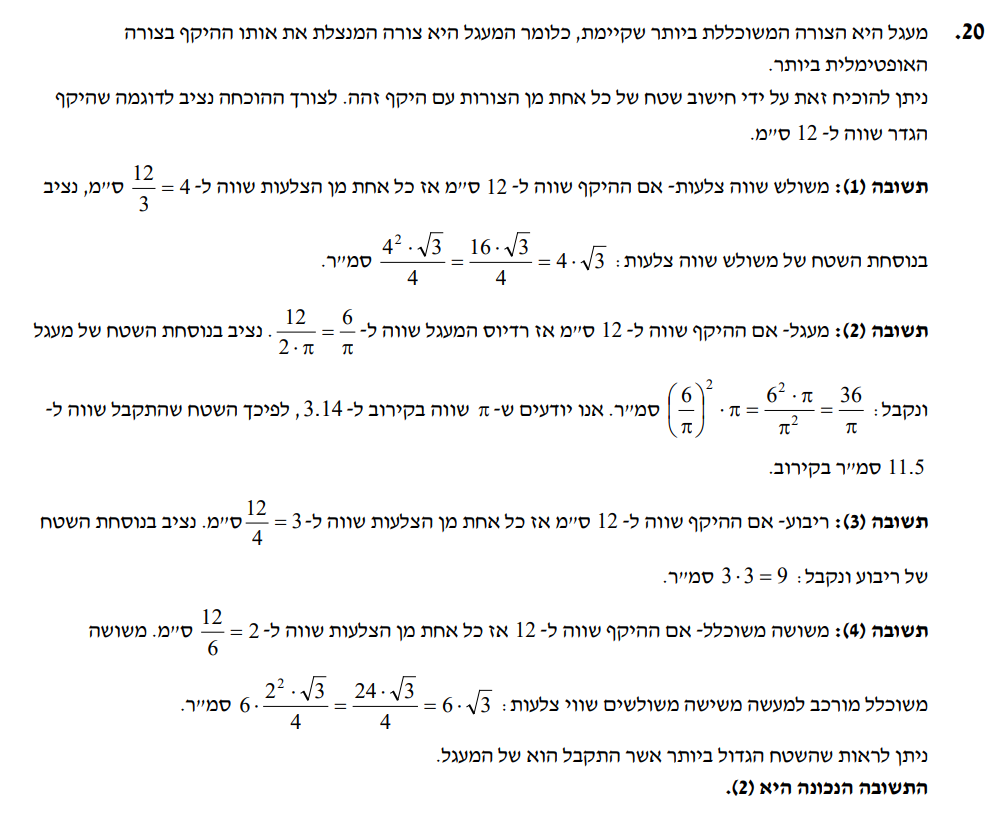 20. מעגל היא הצורה המשוכללת ביותר שקיימת, כלומר המעגל היא צורה המנצלת את אותו ההיקף בצורה
האופטימלית ביותר.
ניתן להוכיח זאת על ידי חישוב שטח של כל אחת מן הצורות עם היקף זהה. לצורך ההוכחה נציב לדוגמה שהיקף
הגדר שווה ל- 12 ס״מ.
תשובה (1): משולש שווה צלעות- אם ההיקף שווה ל- 12 ס״מ אז כל אחת מן הצלעות שווה ל- 12/3 = 4 ס״מ, נציב
בנוסחת השטח של משולש שווה צלעות: (4² · √3)/4 = (16 · √3)/4 = 4 · √3 סמ״ר.
תשובה (2): מעגל- אם ההיקף שווה ל- 12 ס״מ אז רדיוס המעגל שווה ל- 12/(2 · π) = 6/π. נציב בנוסחת השטח של מעגל
ונקבל: (6/π)² · π = (6² · π)/π² = 36/π סמ״ר. אנו יודעים ש- π שווה בקירוב ל- 3.14, לפיכך השטח שהתקבל שווה ל-
11.5 סמ״ר בקירוב.
תשובה (3): ריבוע- אם ההיקף שווה ל- 12 ס״מ אז כל אחת מן הצלעות שווה ל- 12/4 = 3 ס״מ. נציב בנוסחת השטח
של ריבוע ונקבל: 3 · 3 = 9 סמ״ר.
תשובה (4): משושה משוכלל- אם ההיקף שווה ל- 12 אז כל אחת מן הצלעות שווה ל- 12/6 = 2 ס״מ. משושה
משוכלל מורכב למעשה משישה משולשים שווי צלעות: 6 · (2² · √3)/4 = (24 · √3)/4 = 6 · √3 סמ״ר.
ניתן לראות שהשטח הגדול ביותר אשר התקבל הוא של המעגל.
התשובה הנכונה היא (2).